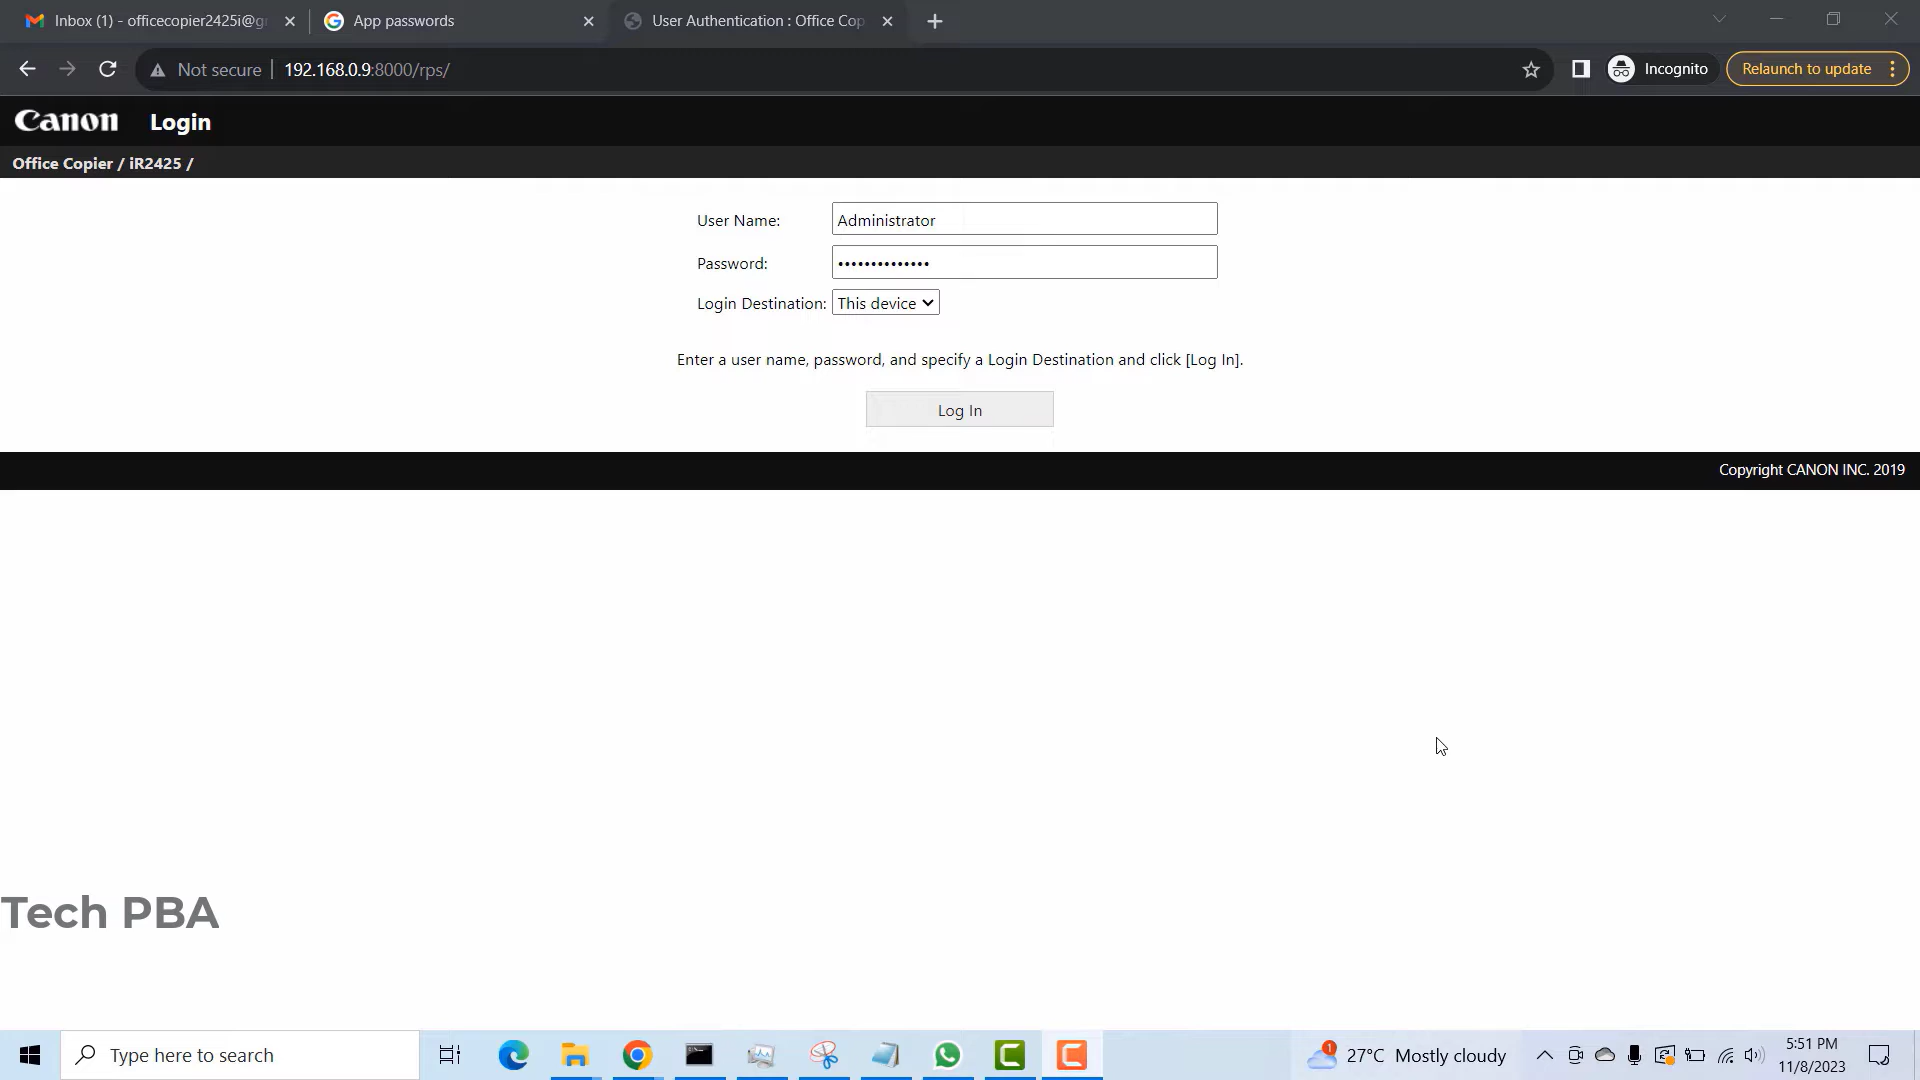 Inbox (1) - officecopier2425i@g
App passwords
User Authentication : Office Cop
Not secure
192.168.0.9:8000/rps/
Incognito
Relaunch to update
Canon
Login
Office Copier / iR2425 /
User Name:
Administrator
Password:
••••••••••••••
Login Destination:
This device
Enter a user name, password, and specify a Login Destination and click [Log In].
Log In
Copyright CANON INC. 2019
Tech PBA
Type here to search
1
27°C Mostly cloudy
5:51 PM
11/8/2023